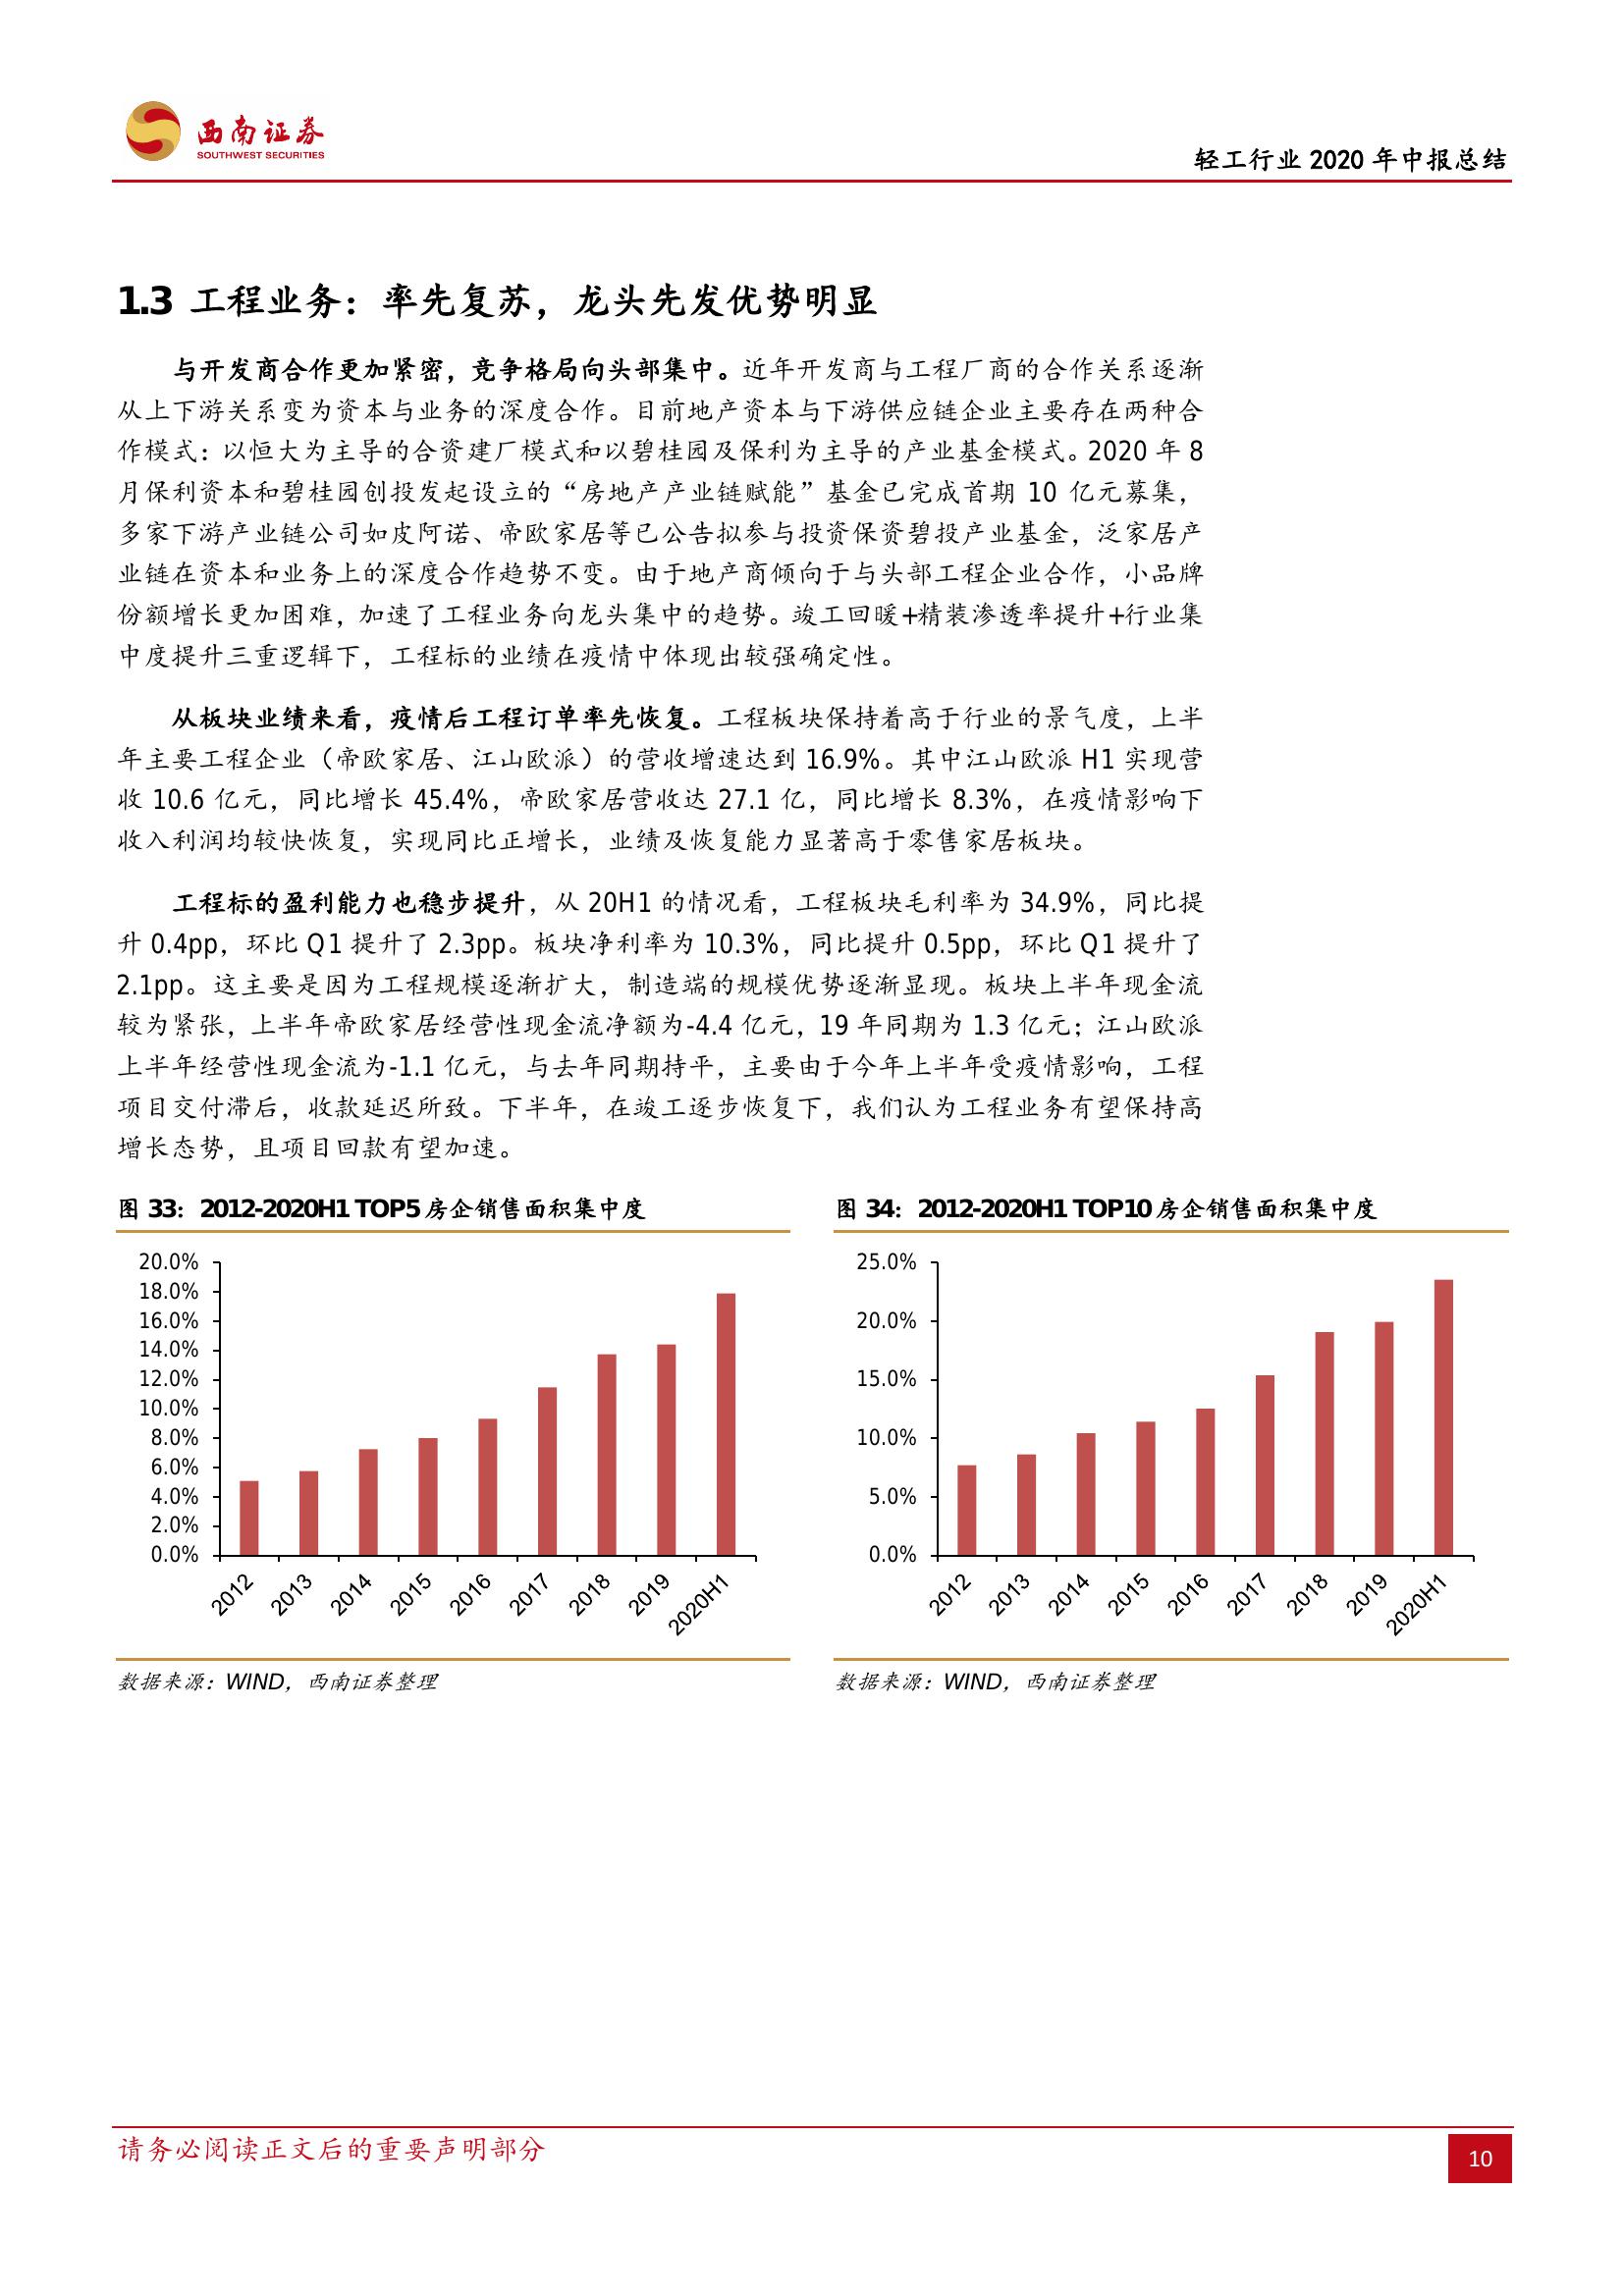 西南证券
SOUTHWEST SECURITIES
轻工行业 2020 年中报总结
1.3 工程业务：率先复苏，龙头先发优势明显
与开发商合作更加紧密，竞争格局向头部集中。近年开发商与工程厂商的合作关系逐渐
从上下游关系变为资本与业务的深度合作。目前地产资本与下游供应链企业主要存在两种合
作模式：以恒大为主导的合资建厂模式和以碧桂园及保利为主导的产业基金模式。2020 年 8
月保利资本和碧桂园创投发起设立的“房地产产业链赋能”基金已完成首期 10 亿元募集，
多家下游产业链公司如皮阿诺、帝欧家居等已公告拟参与投资保资碧投产业基金，泛家居产
业链在资本和业务上的深度合作趋势不变。由于地产商倾向于与头部工程企业合作，小品牌
份额增长更加困难，加速了工程业务向龙头集中的趋势。竣工回暖+精装渗透率提升+行业集
中度提升三重逻辑下，工程标的业绩在疫情中体现出较强确定性。
从板块业绩来看，疫情后工程订单率先恢复。工程板块保持着高于行业的景气度，上半
年主要工程企业（帝欧家居、江山欧派）的营收增速达到 16.9%。其中江山欧派 H1 实现营
收 10.6 亿元，同比增长 45.4%，帝欧家居营收达 27.1 亿，同比增长 8.3%，在疫情影响下
收入利润均较快恢复，实现同比正增长，业绩及恢复能力显著高于零售家居板块。
工程标的盈利能力也稳步提升，从 20H1 的情况看，工程板块毛利率为 34.9%，同比提
升 0.4pp，环比 Q1 提升了 2.3pp。板块净利率为 10.3%，同比提升 0.5pp，环比 Q1 提升了
2.1pp。这主要是因为工程规模逐渐扩大，制造端的规模优势逐渐显现。板块上半年现金流
较为紧张，上半年帝欧家居经营性现金流净额为-4.4 亿元，19 年同期为 1.3 亿元；江山欧派
上半年经营性现金流为-1.1 亿元，与去年同期持平，主要由于今年上半年受疫情影响，工程
项目交付滞后，收款延迟所致。下半年，在竣工逐步恢复下，我们认为工程业务有望保持高
增长态势，且项目回款有望加速。
图 33：2012-2020H1 TOP5 房企销售面积集中度
20.0%
18.0%
16.0%
14.0%
12.0%
10.0%
8.0%
6.0%
4.0%
2.0%
0.0%
2012 2013 2014 2015 2016 2017 2018 2019 2020H1
数据来源：WIND，西南证券整理
图 34：2012-2020H1 TOP10 房企销售面积集中度
25.0%
20.0%
15.0%
10.0%
5.0%
0.0%
2012 2013 2014 2015 2016 2017 2018 2019 2020H1
数据来源：WIND，西南证券整理
请务必阅读正文后的重要声明部分
10